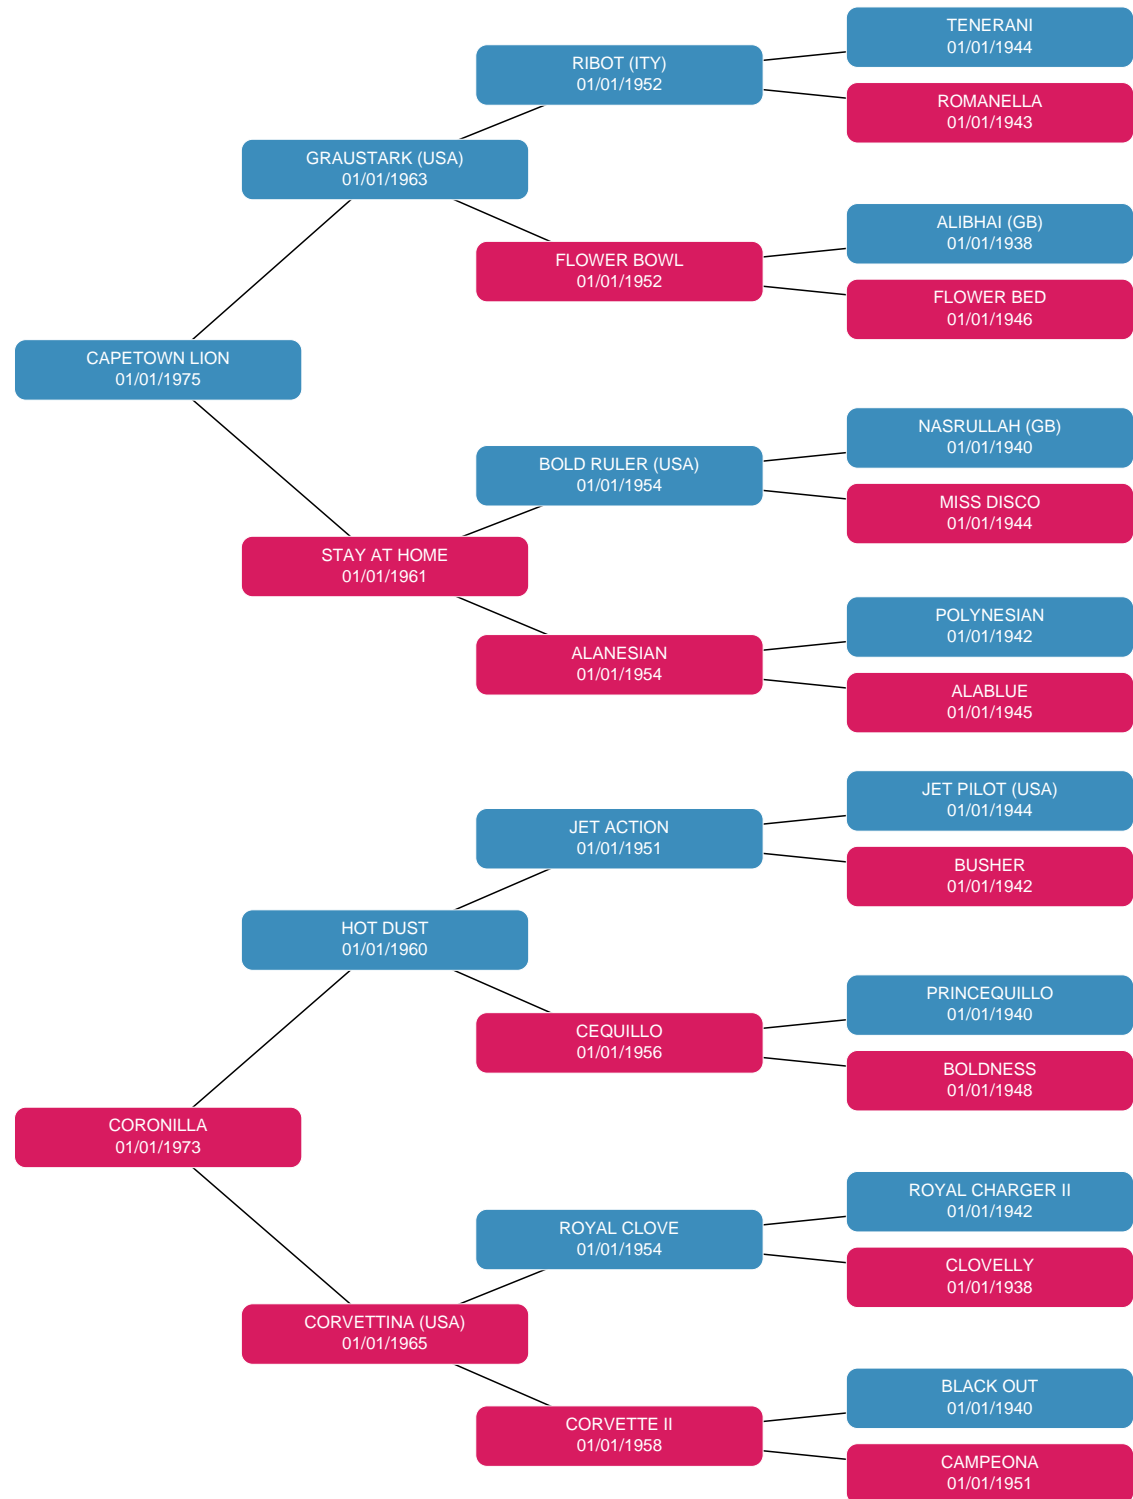 TENERANI
01/01/1944
RIBOT (ITY)
01/01/1952
ROMANELLA
01/01/1943
GRAUSTARK (USA)
01/01/1963
ALIBHAI (GB)
01/01/1938
FLOWER BOWL
01/01/1952
FLOWER BED
01/01/1946
CAPETOWN LION
01/01/1975
NASRULLAH (GB)
01/01/1940
BOLD RULER (USA)
01/01/1954
MISS DISCO
01/01/1944
STAY AT HOME
01/01/1961
POLYNESIAN
01/01/1942
ALANESIAN
01/01/1954
ALABLUE
01/01/1945
JET PILOT (USA)
01/01/1944
JET ACTION
01/01/1951
BUSHER
01/01/1942
HOT DUST
01/01/1960
PRINCEQUILLO
01/01/1940
CEQUILLO
01/01/1956
BOLDNESS
01/01/1948
CORONILLA
01/01/1973
ROYAL CHARGER II
01/01/1942
ROYAL CLOVE
01/01/1954
CLOVELLY
01/01/1938
CORVETTINA (USA)
01/01/1965
BLACK OUT
01/01/1940
CORVETTE II
01/01/1958
CAMPEONA
01/01/1951